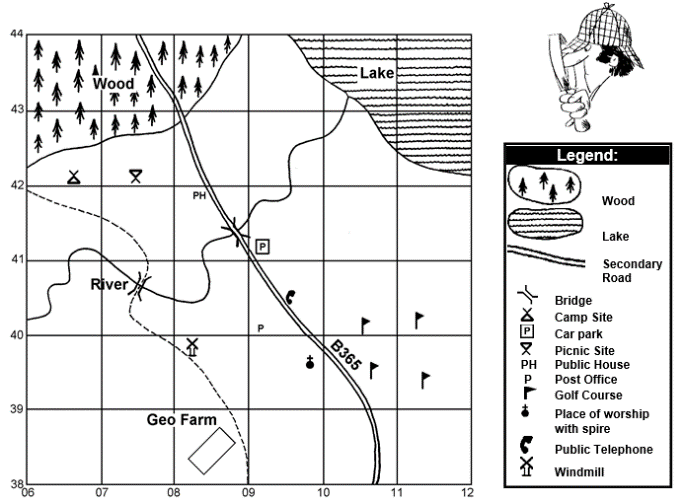 44
Wood
Lake
43
42
PH
P
41
River
40
P
B365
39
Geo Farm
38
06 07 08 09 10 11 12
Legend:
Wood
Lake
Secondary
Road
Bridge
Camp Site
P Car park
Picnic Site
PH Public House
P Post Office
Golf Course
Place of worship
with spire
Public Telephone
Windmill